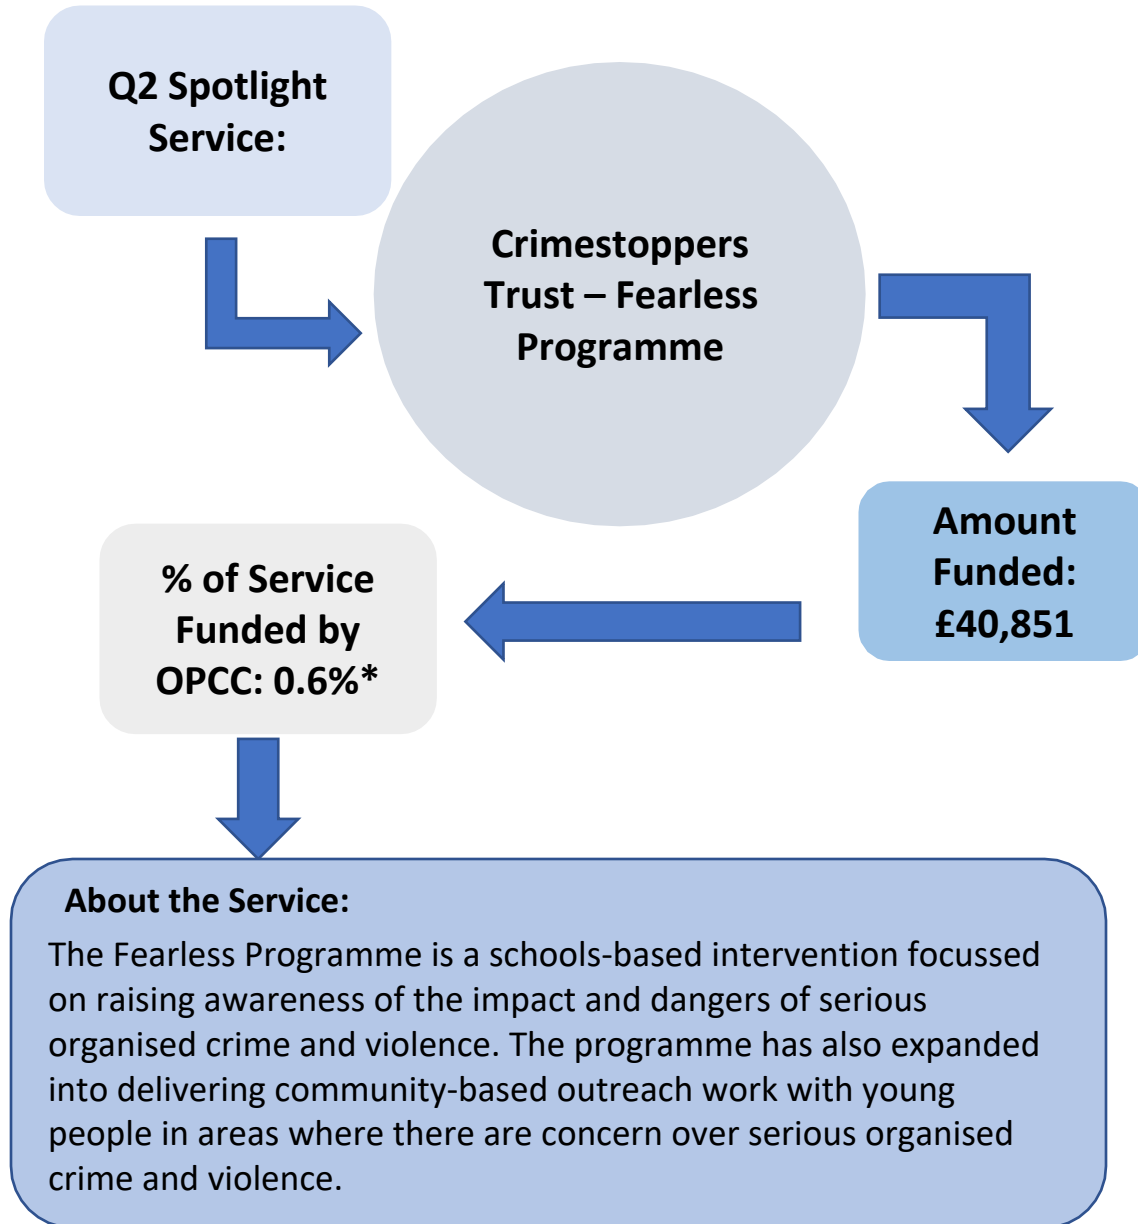 Q2 Spotlight
Service:
Crimestoppers
Trust – Fearless
Programme
Amount
Funded:
£40,851
% of Service
Funded by
OPCC: 0.6%*
About the Service:
The Fearless Programme is a schools-based intervention focussed
on raising awareness of the impact and dangers of serious
organised crime and violence. The programme has also expanded
into delivering community-based outreach work with young
people in areas where there are concern over serious organised
crime and violence.